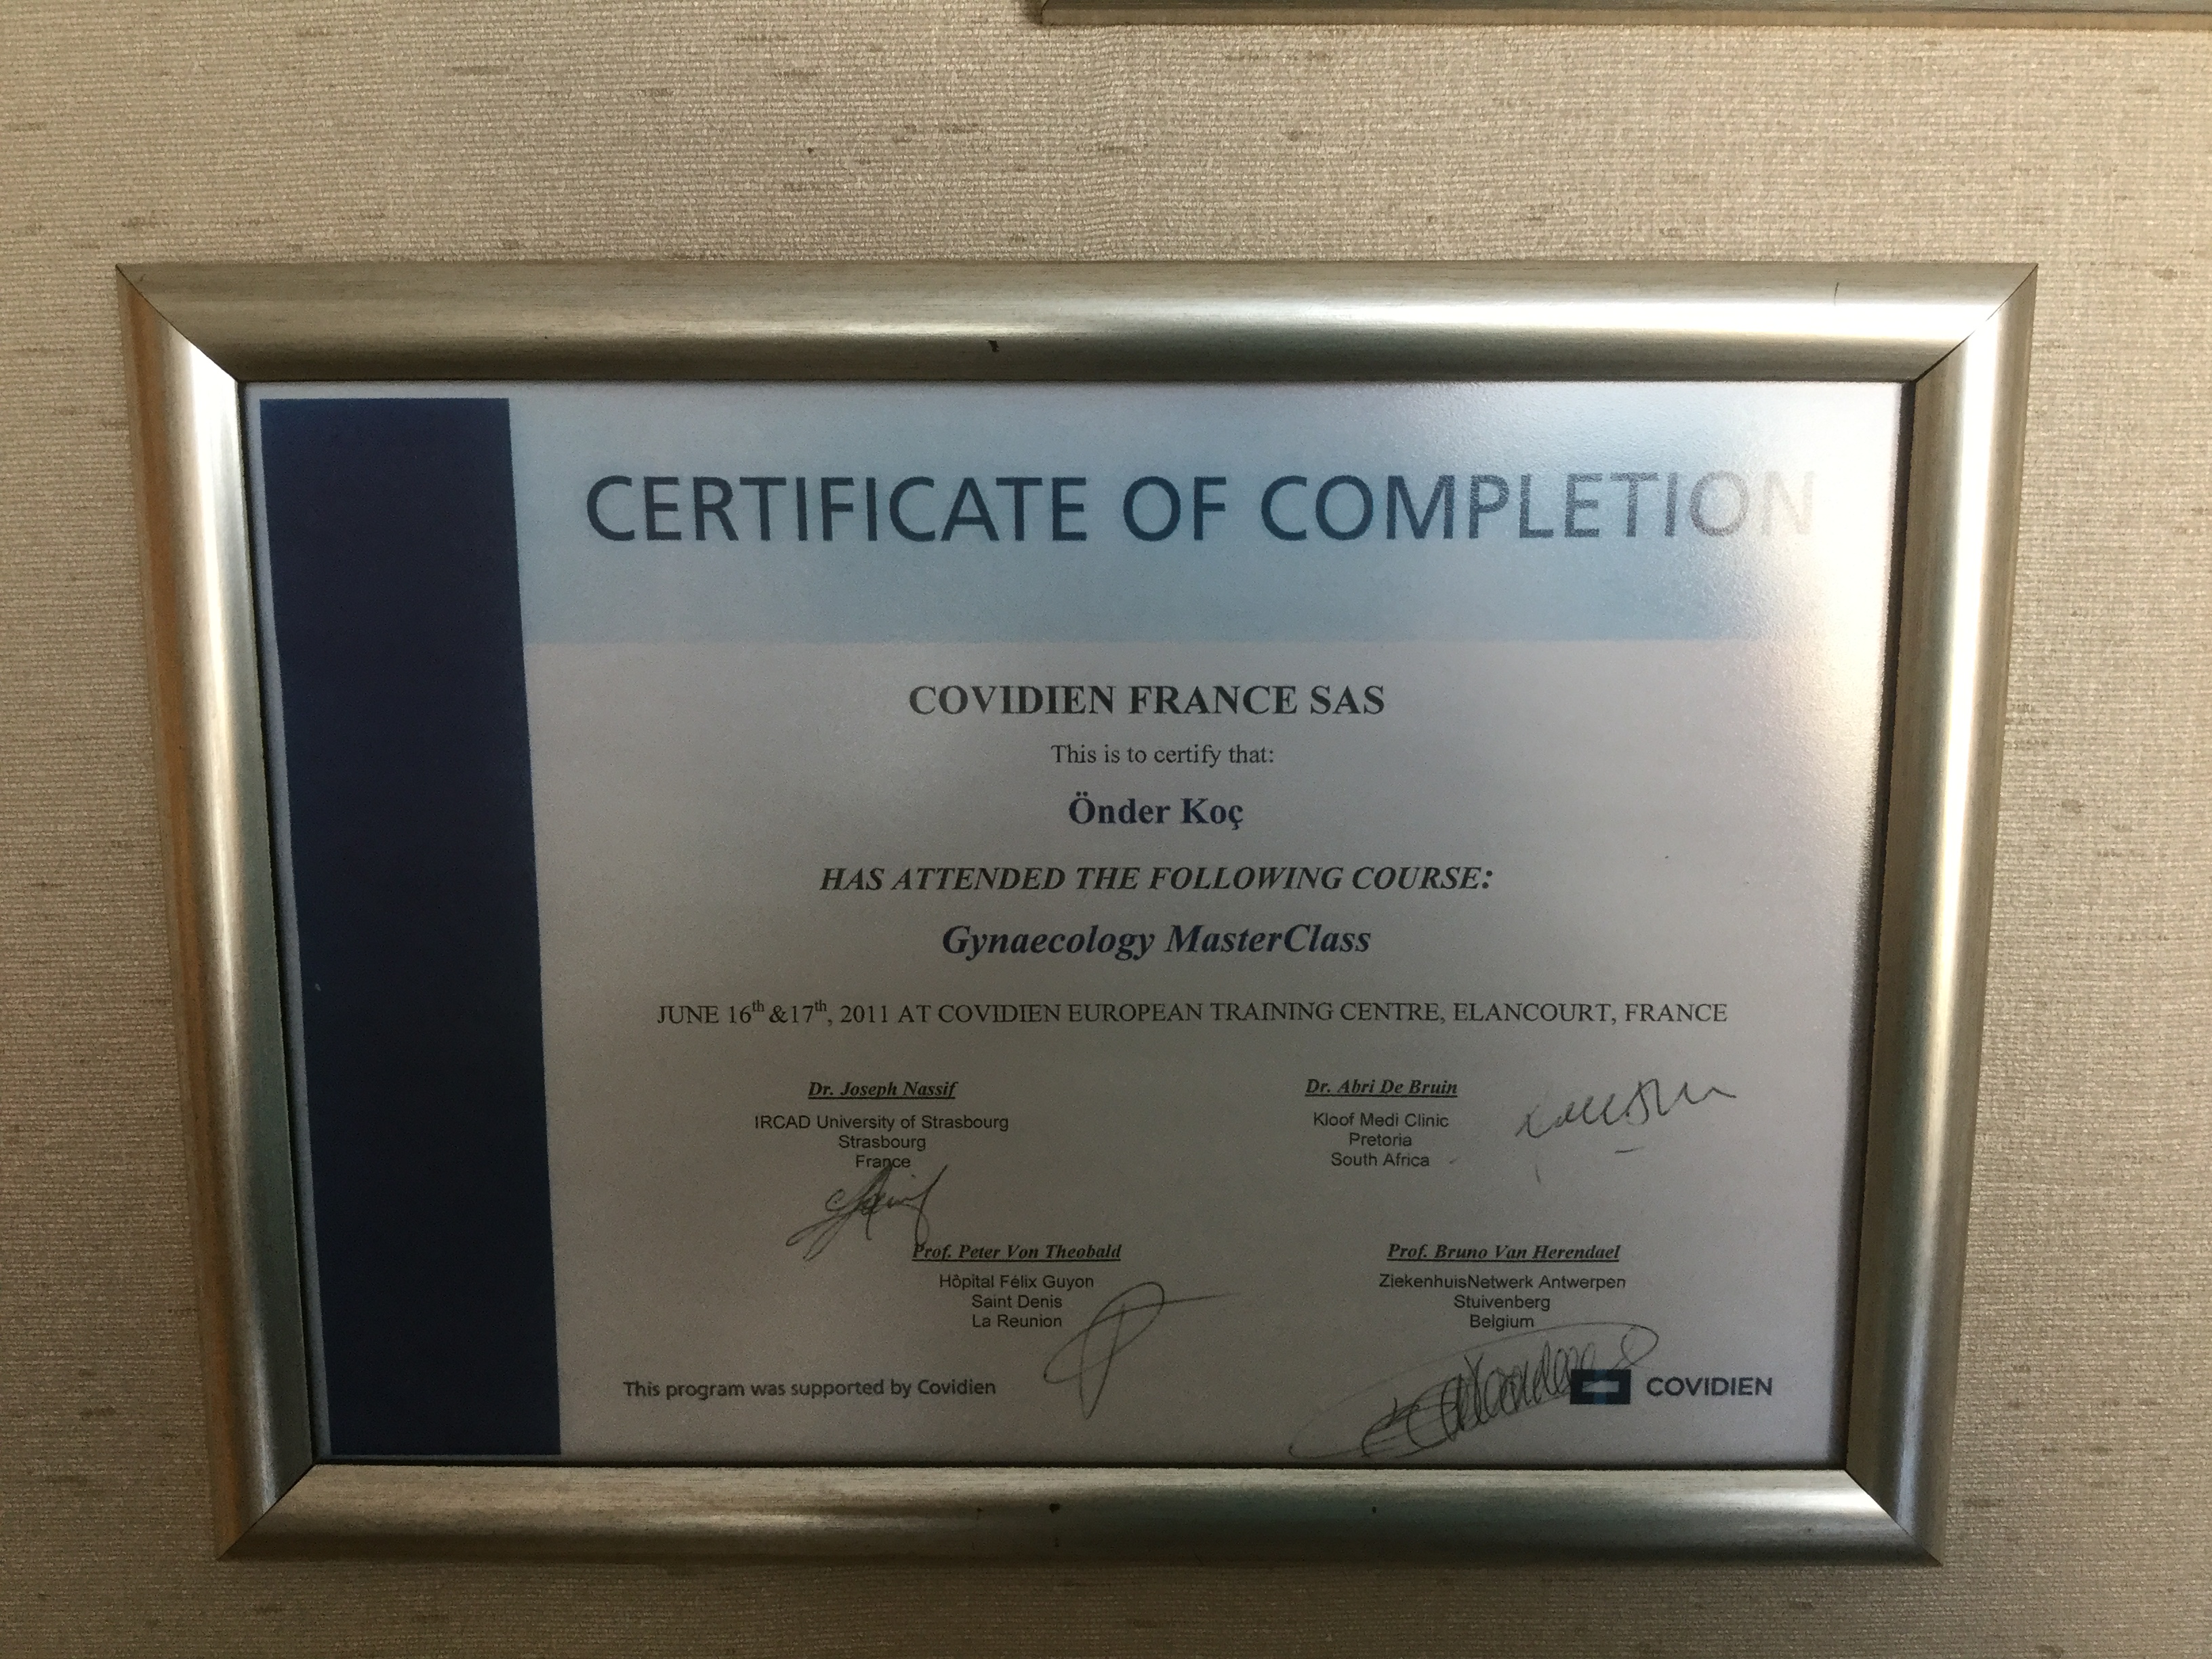 CERTIFICATE OF COMPLETION
COVIDIEN FRANCE SAS
This is to certify that:
Önder Koç
HAS ATTENDED THE FOLLOWING COURSE:
Gynaecology MasterClass
JUNE 16th &17th, 2011 AT COVIDIEN EUROPEAN TRAINING CENTRE, ELANCOURT, FRANCE
Dr. Joseph Nassif
IRCAD University of Strasbourg
Strasbourg
France
Dr. Abri De Bruin
Kloof Medi Clinic
Pretoria
South Africa
Prof. Peter Von Theobald
Hôpital Félix Guyon
Saint Denis
La Reunion
Prof. Bruno Van Herendael
ZiekenhuisNetwerk Antwerpen
Stuivenberg
Belgium
This program was supported by Covidien
COVIDIEN